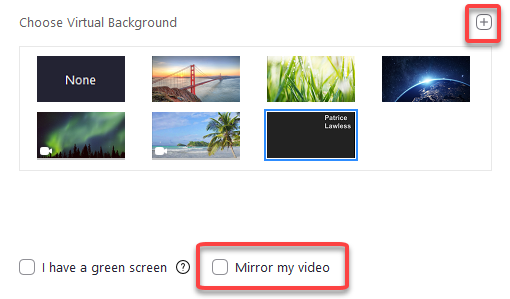 Choose Virtual Background
None
Patrice
Lawless
I have a green screen
Mirror my video